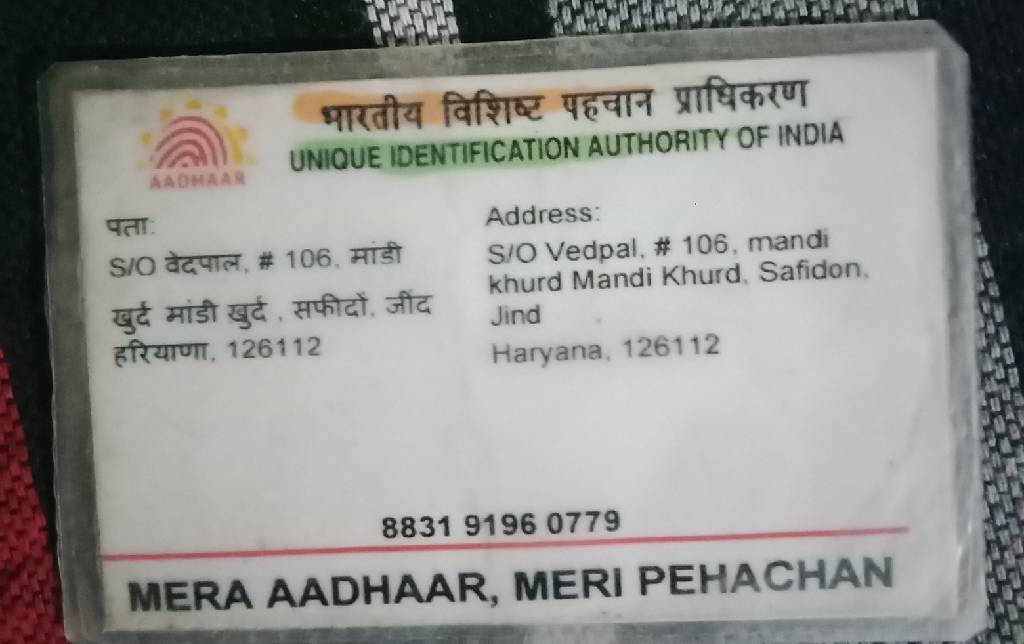 भारतीय विशिष्ट पहचान प्राधिकरण
UNIQUE IDENTIFICATION AUTHORITY OF INDIA
AADHAAR
पता:
S/O वेदपाल, # 106, मांडी
खुर्द मांडी खुर्द , सफीदों, जींद
हरियाणा, 126112
Address:
S/O Vedpal, # 106, mandi
khurd Mandi Khurd, Safidon,
Jind
Haryana, 126112
8831 9196 0779
MERA AADHAAR, MERI PEHACHAN